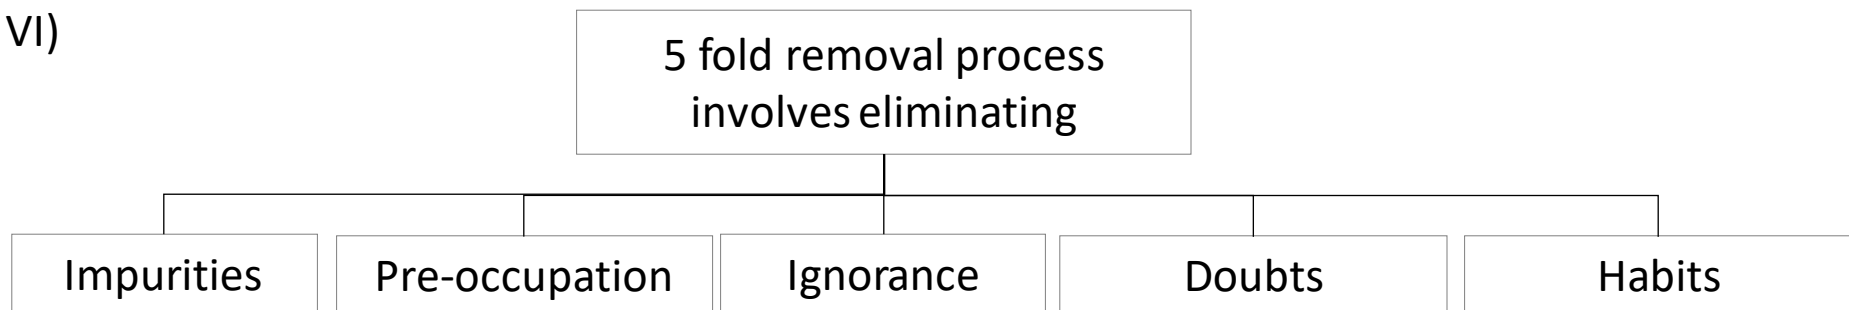 VI)
5 fold removal process
involves eliminating
Impurities
Pre-occupation
Ignorance
Doubts
Habits